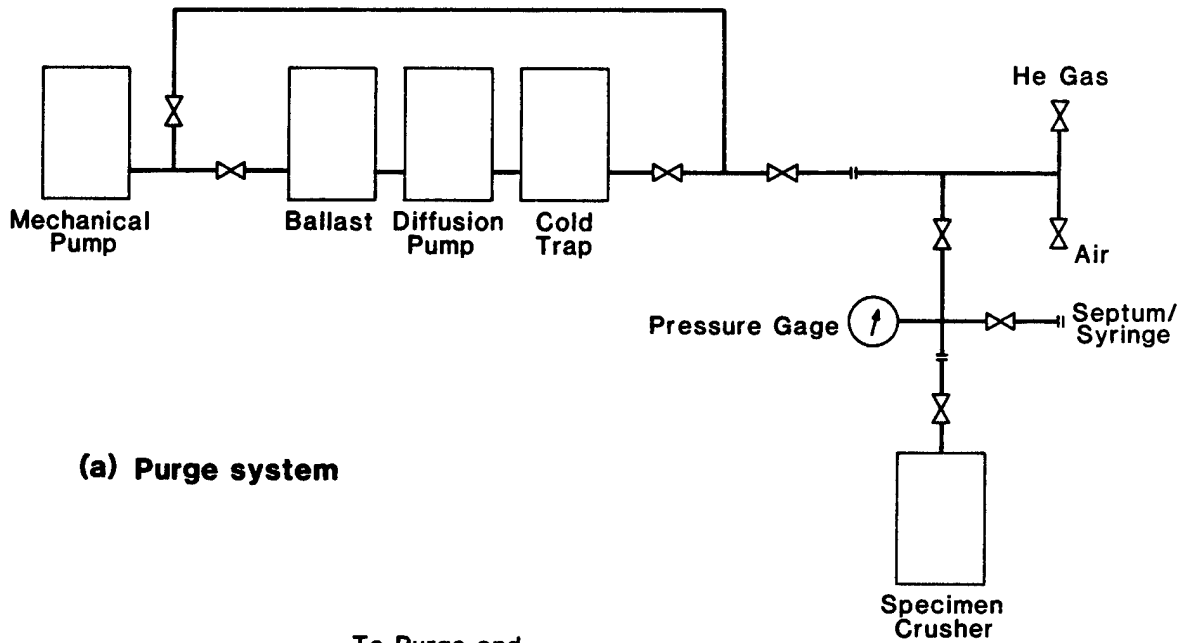 He Gas
Mechanical
Pump
Ballast
Diffusion
Pump
Cold
Trap
Air
Pressure Gage
Septum/
Syringe
(a) Purge system
Specimen
Crusher
To Purge and